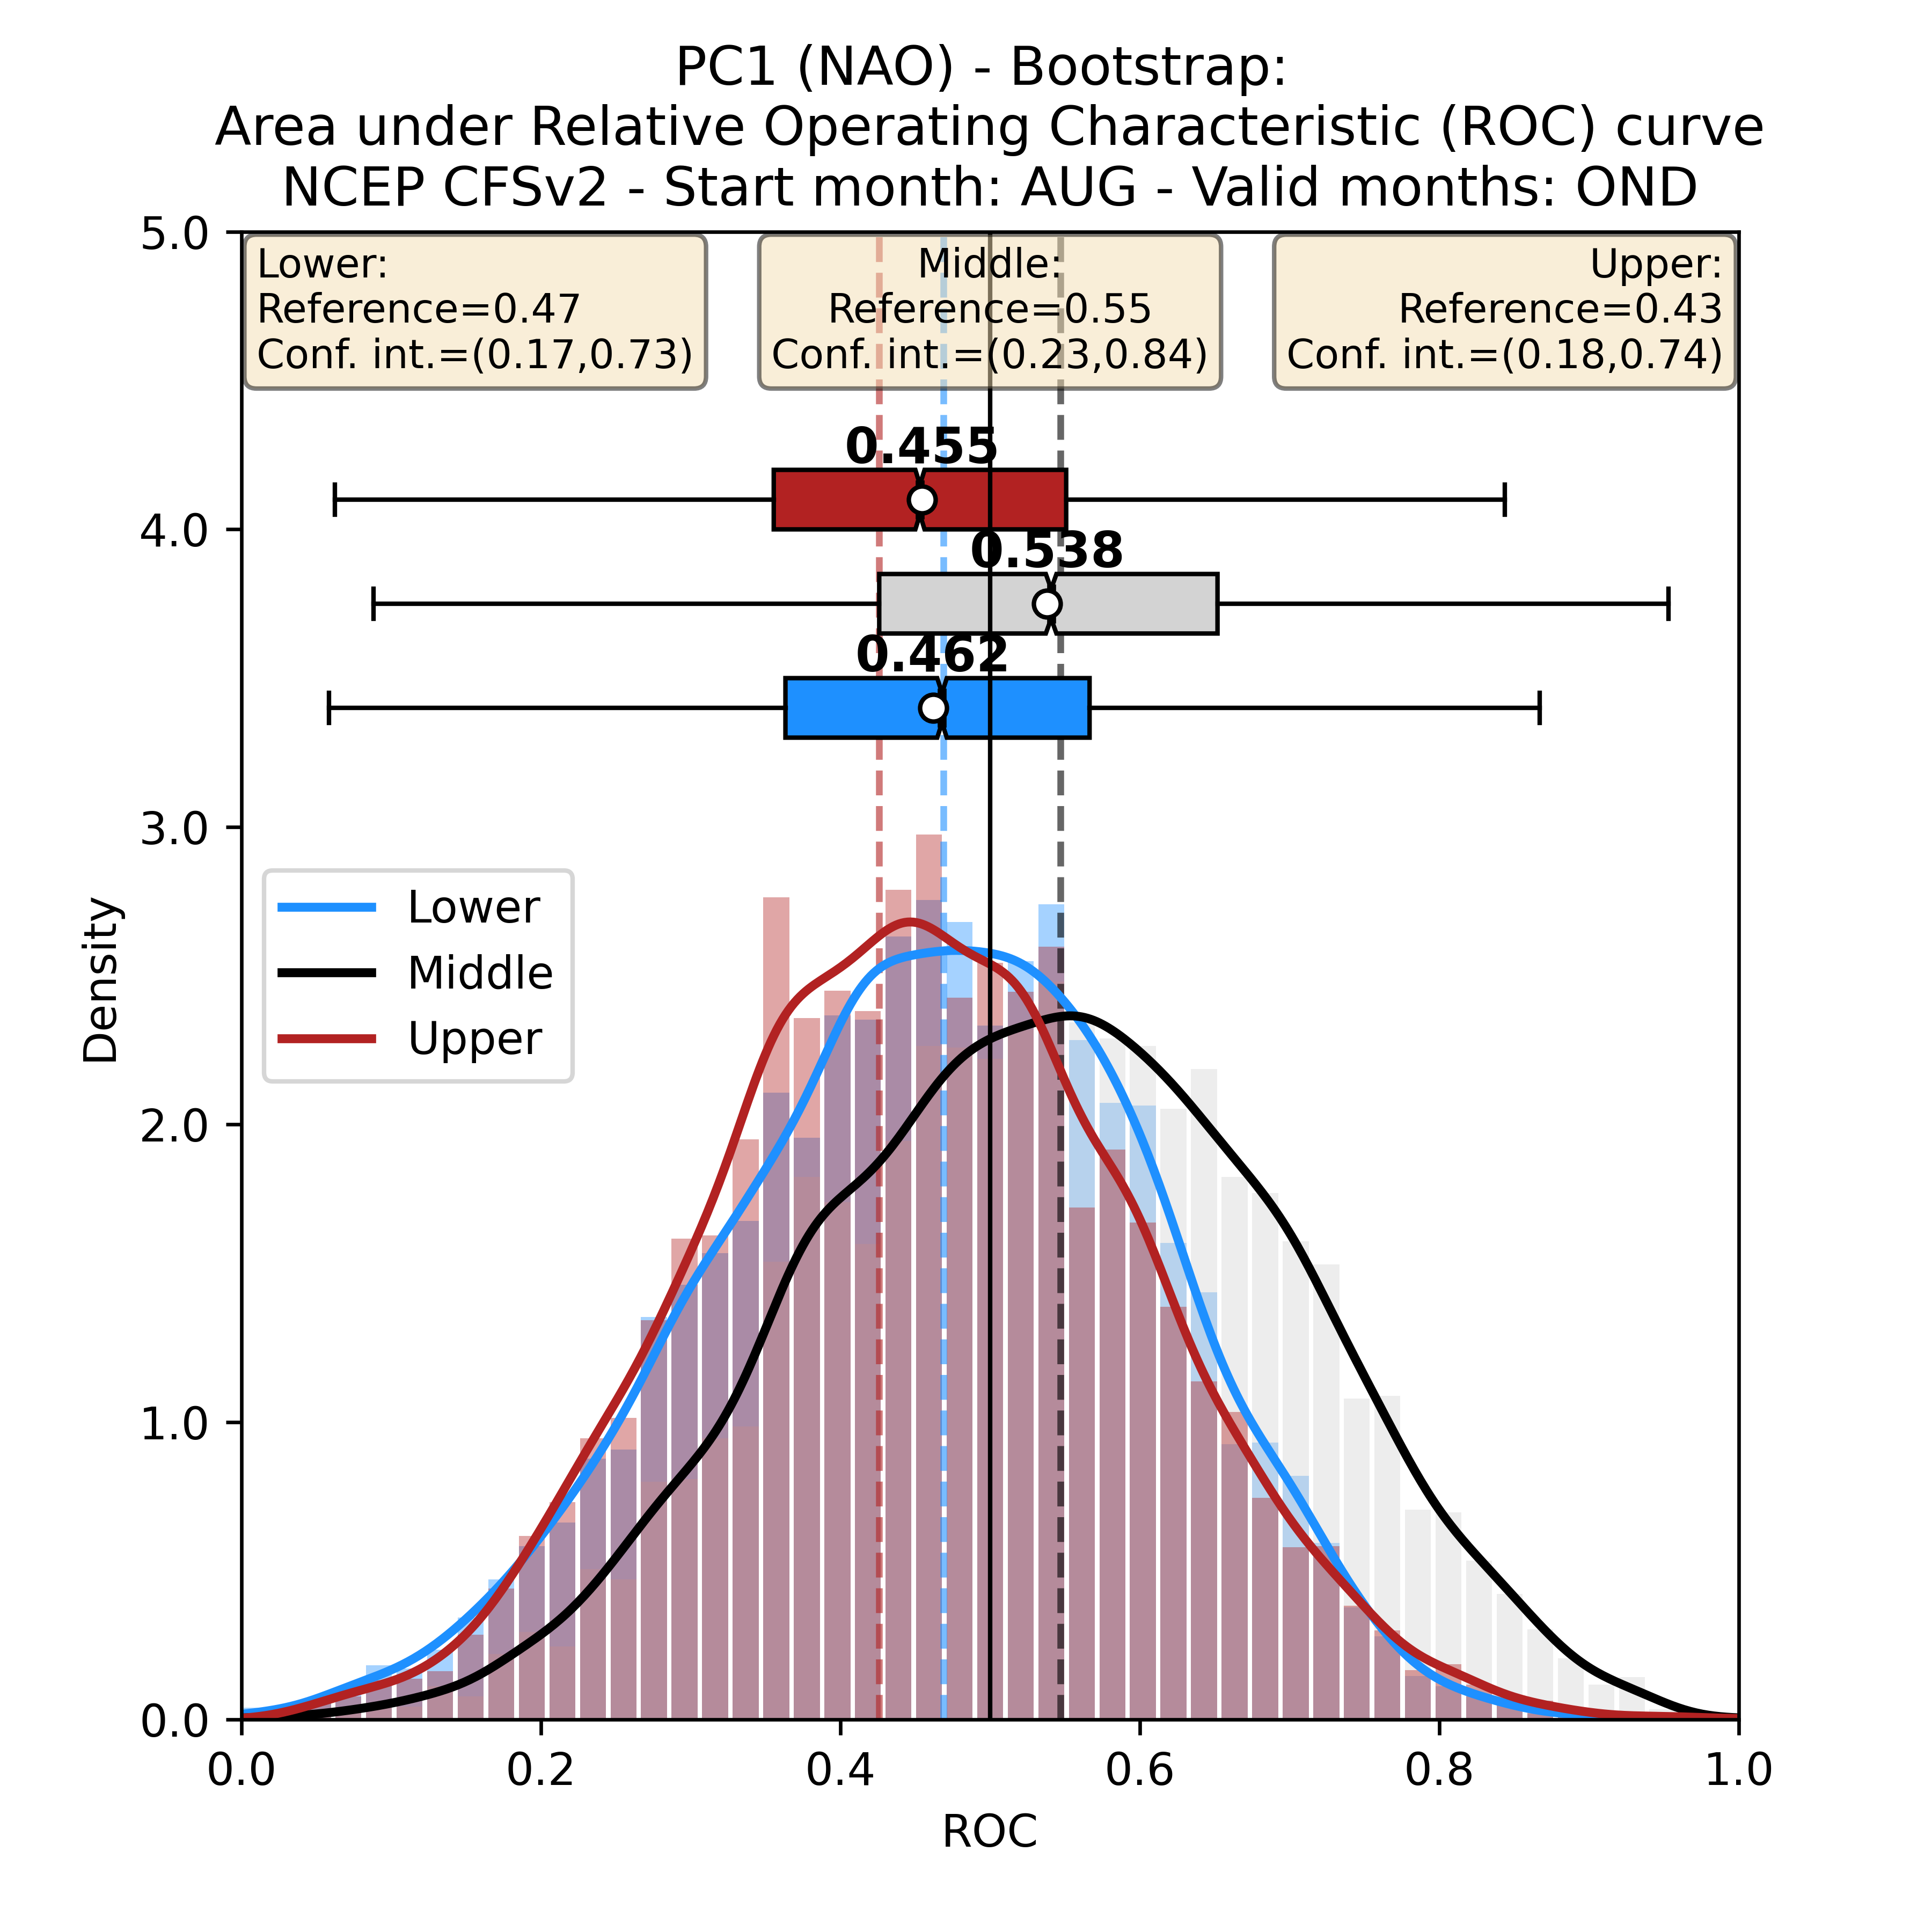 PC1 (NAO) - Bootstrap:
Area under Relative Operating Characteristic (ROC) curve
NCEP CFSv2 - Start month: AUG - Valid months: OND
Lower:
Reference=0.47
Conf. int.=(0.17,0.73)
Middle:
Reference=0.55
Conf. int.=(0.23,0.84)
Upper:
Reference=0.43
Conf. int.=(0.18,0.74)
0.455
0.538
0.462
Lower
Middle
Upper
Density
5.0
4.0
3.0
2.0
1.0
0.0
0.0 0.2 0.4 0.6 0.8 1.0
ROC